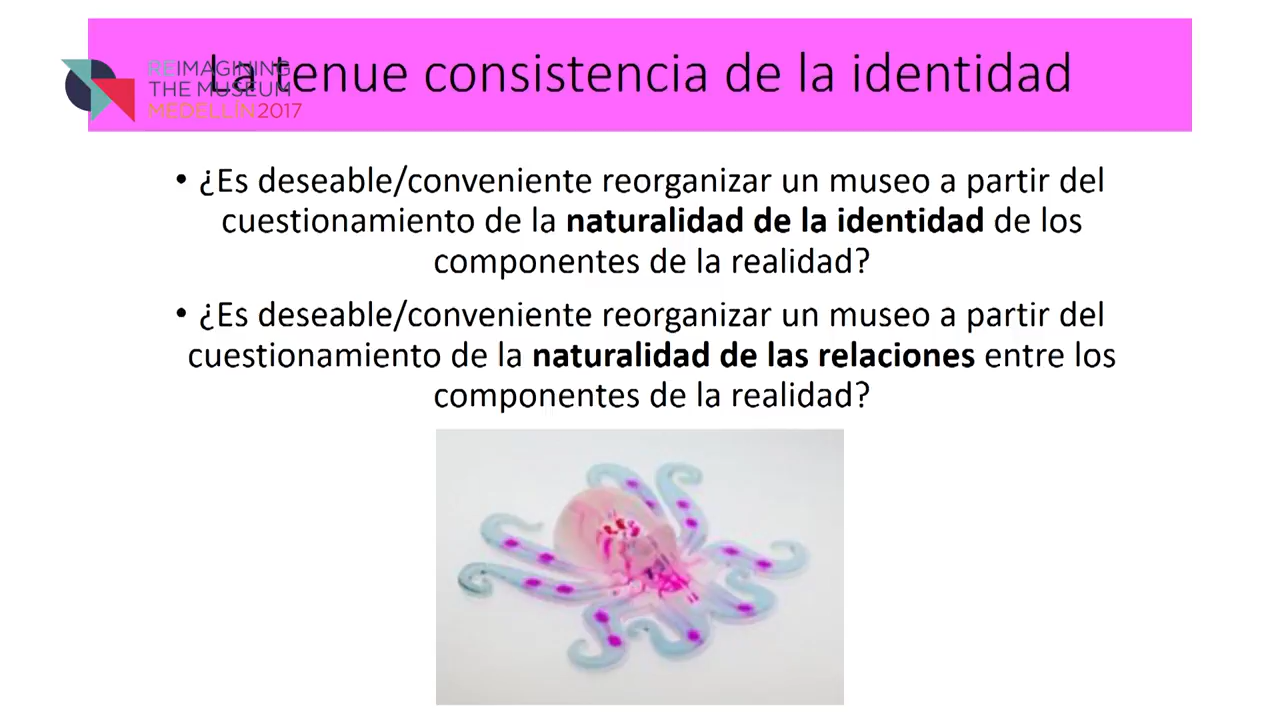 La tenue consistencia de la identidad
REIMAGINING
THE MUSEUM
MEDELLÍN 2017
• ¿Es deseable/conveniente reorganizar un museo a partir del
cuestionamiento de la naturalidad de la identidad de los
componentes de la realidad?
• ¿Es deseable/conveniente reorganizar un museo a partir del
cuestionamiento de la naturalidad de las relaciones entre los
componentes de la realidad?